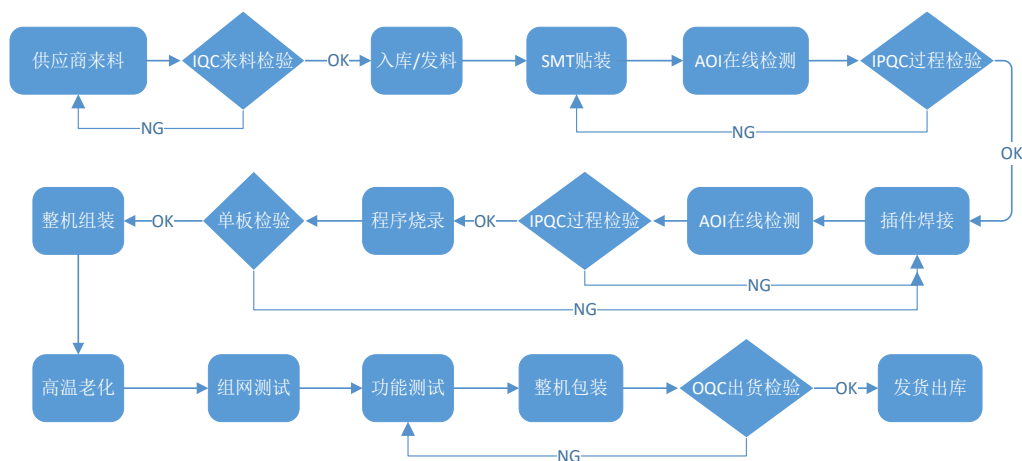 供应商来料
IQC来料检验
OK
入库/发料
SMT贴装
AOI在线检测
IPQC过程检验
NG
NG
OK
整机组装
OK
单板检验
程序烧录
OK
IPQC过程检验
AOI在线检测
插件焊接
NG
NG
高温老化
组网测试
功能测试
整机包装
OQC出货检验
OK
发货出库
NG